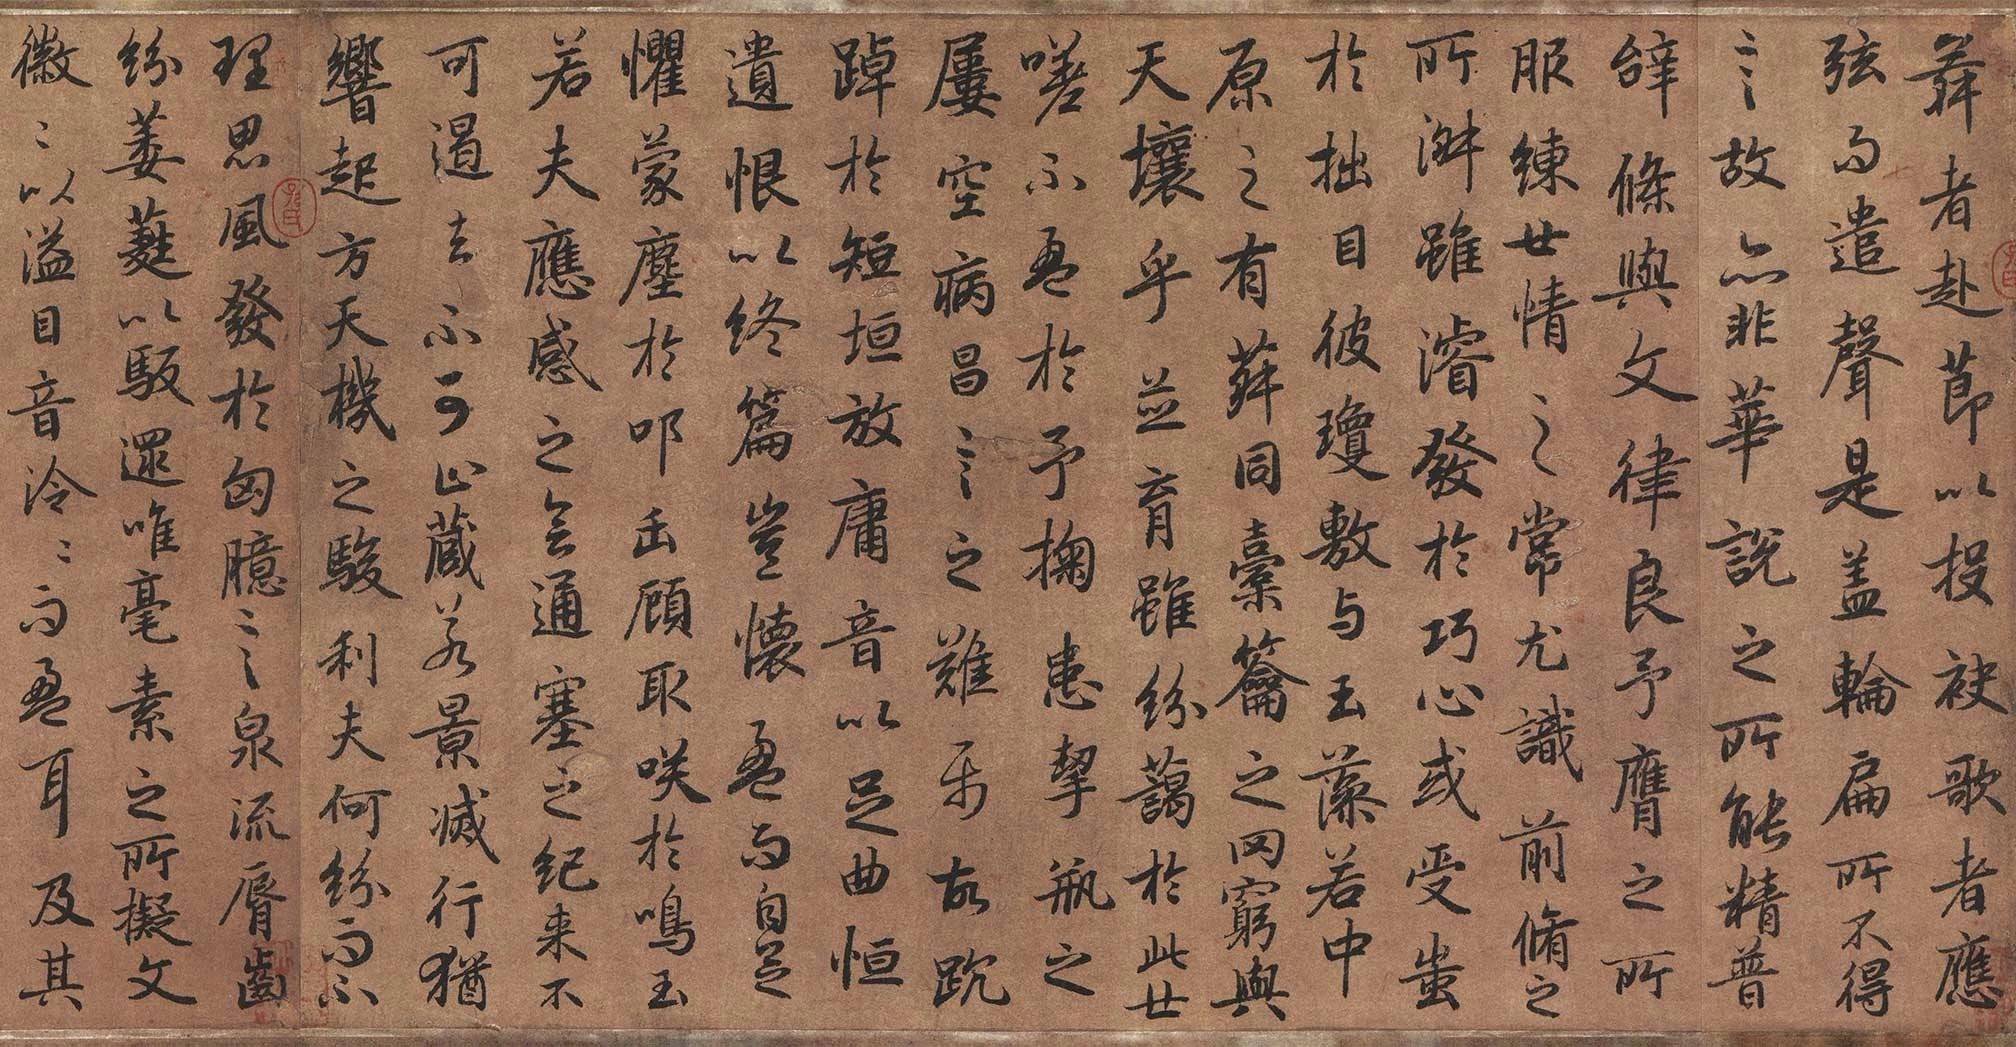 舞者赴節以投袂歌者應
弦而遣聲是盖輪扁所不得
言故亦非華說之所能精普
辞條與文律良予膺之所
服練世情之常尤識前脩之
所淑雖濬發於巧心或受蚩
於拙目彼瓊敷与玉藻若中
原之有菽同橐籥之罔窮與
天壤乎並育雖紛藹於此世
嗟不盈於予掬患挈瓶之
屢空病昌言之難屬故踸
踔於短垣放庸音以足曲恒
遺恨以終篇豈懷盈而自足
懼蒙塵於叩缶顧取咲於鳴玉
若夫應感之會通塞之紀来不
可遏去不可止藏若景滅行猶
響起方天機之駿利夫何紛而不
理思風發於匈臆言泉流脣齒
紛葳蕤以馺遝唯毫素之所擬文
徽〻以溢目音泠〻而盈耳及其